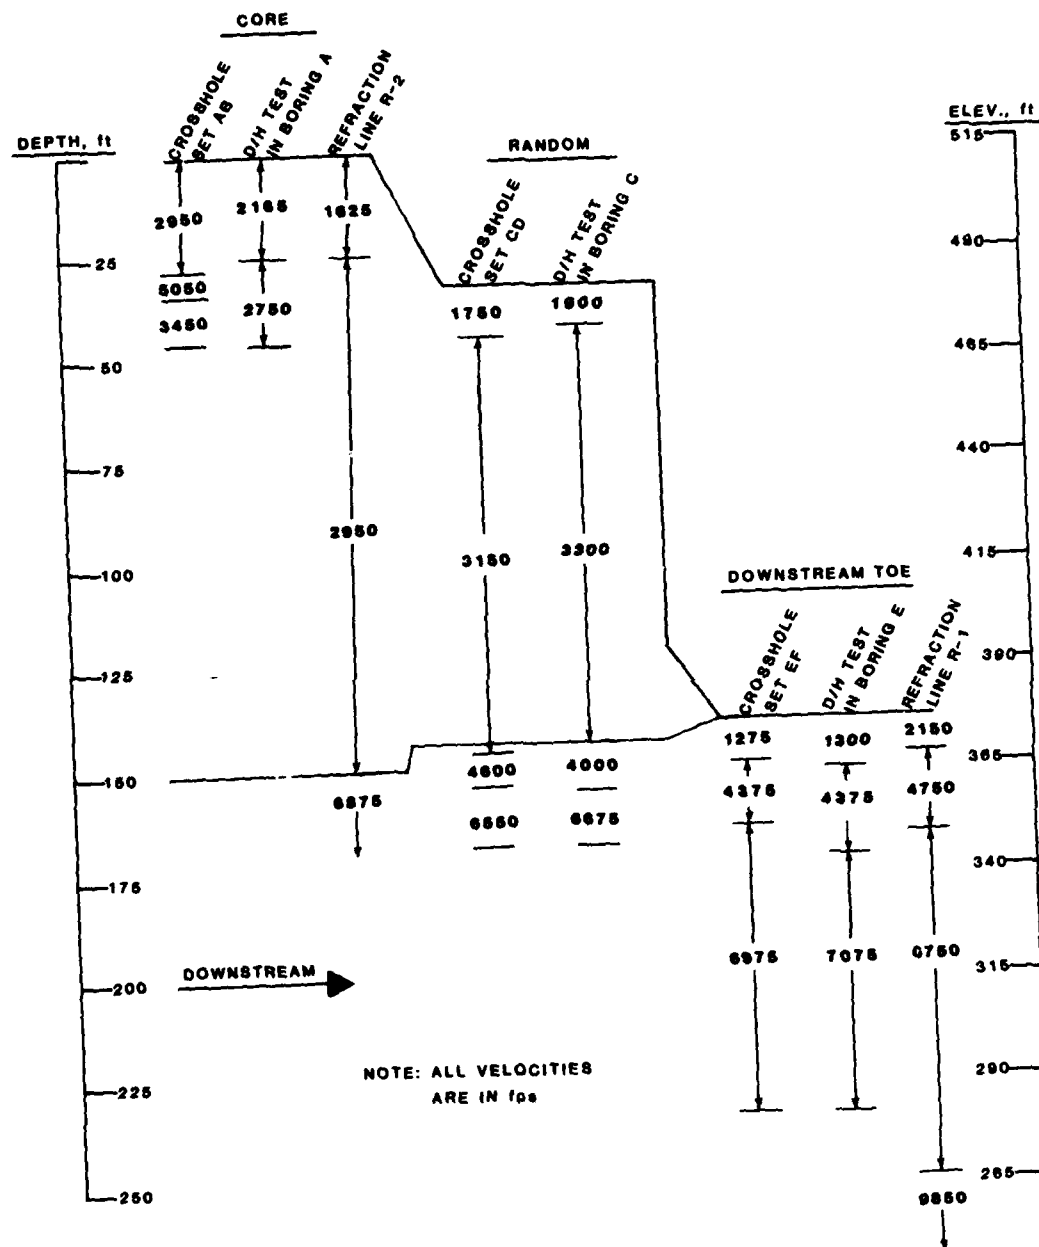 CORE
DEPTH, ft
CROSSHOLE
SET AB
D/H TEST
IN BORING A
REFRACTION
LINE R-2
ELEV., ft
515
RANDOM
CROSSHOLE
SET CD
D/H TEST
IN BORING C
2950
2165
1625
490
25
5050
3450
2750
1750
1900
465
50
440
75
2950
3150
3300
415
100
DOWNSTREAM TOE
CROSSHOLE
SET EF
D/H TEST
IN BORING E
REFRACTION
LINE R-1
390
125
1275
1300
2150
365
150
6875
4600
4000
4375
4375
4750
6550
6675
340
175
DOWNSTREAM
6975
7075
315
200
NOTE: ALL VELOCITIES
ARE IN fps
290
225
265
250
9850